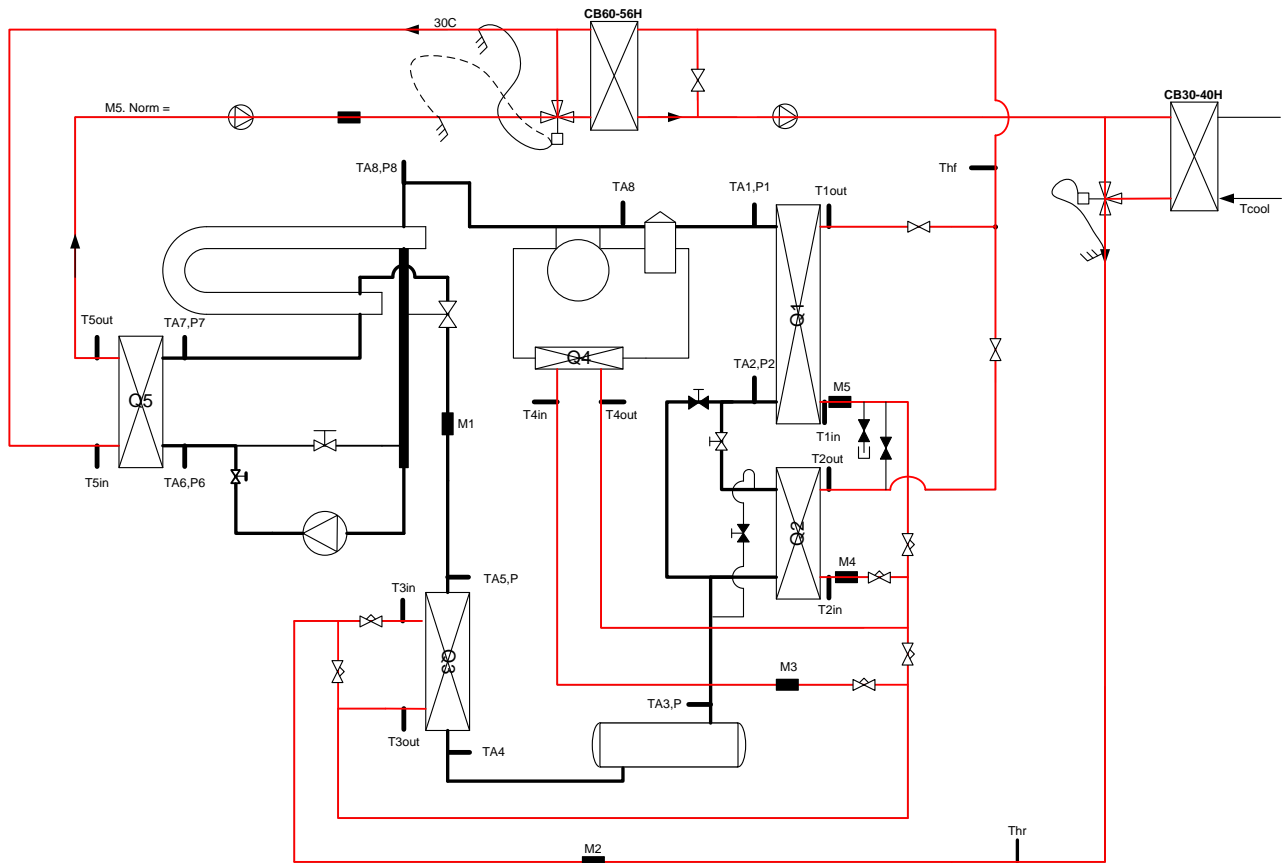 CB60-56H
30C
CB30-40H
M5. Norm =
TA8,P8
Thf
TA8
TA1,P1
T1out
Tcool
Q1
T5out
TA7,P7
Q4
TA2,P2
M5
Q5
T4in
T4out
M1
T1in
T2out
T5in
TA6,P6
Q2
M4
TA5,P
T3in
T2in
Q3
M3
TA3,P
T3out
TA4
Thr
M2